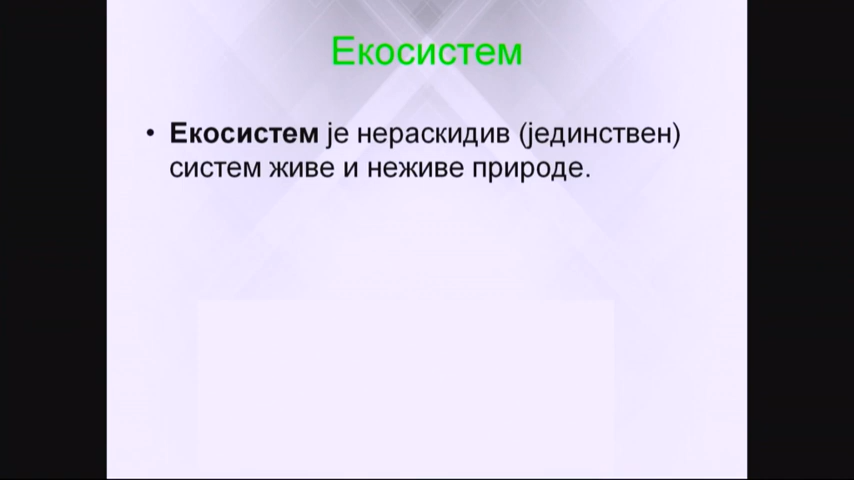 Екосистем
• Екосистем је нераскидив (јединствен)
систем живе и неживе природе.